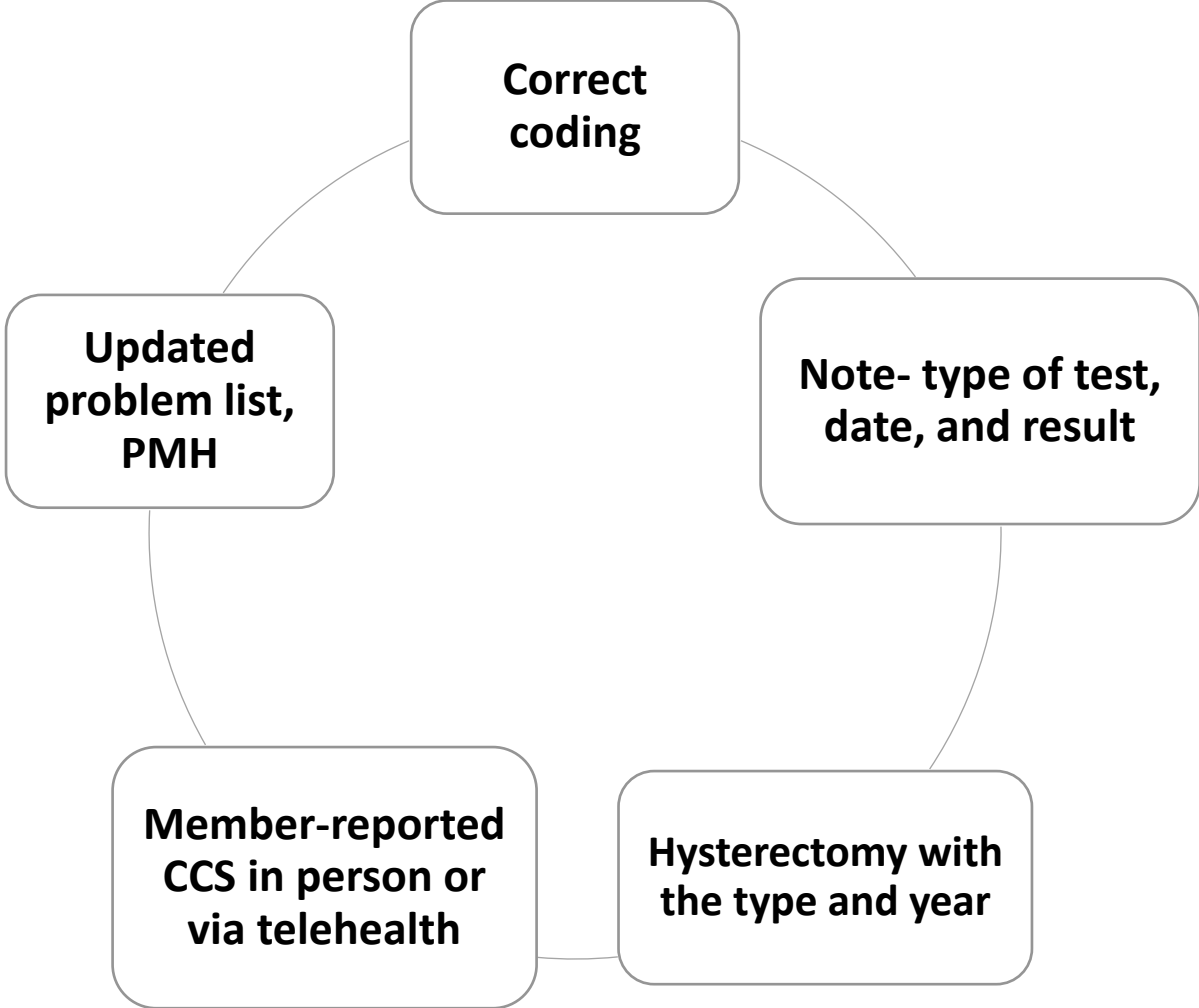 Correct
coding
Note- type of test,
date, and result
Hysterectomy with
the type and year
Member-reported
CCS in person or
via telehealth
Updated
problem list,
PMH